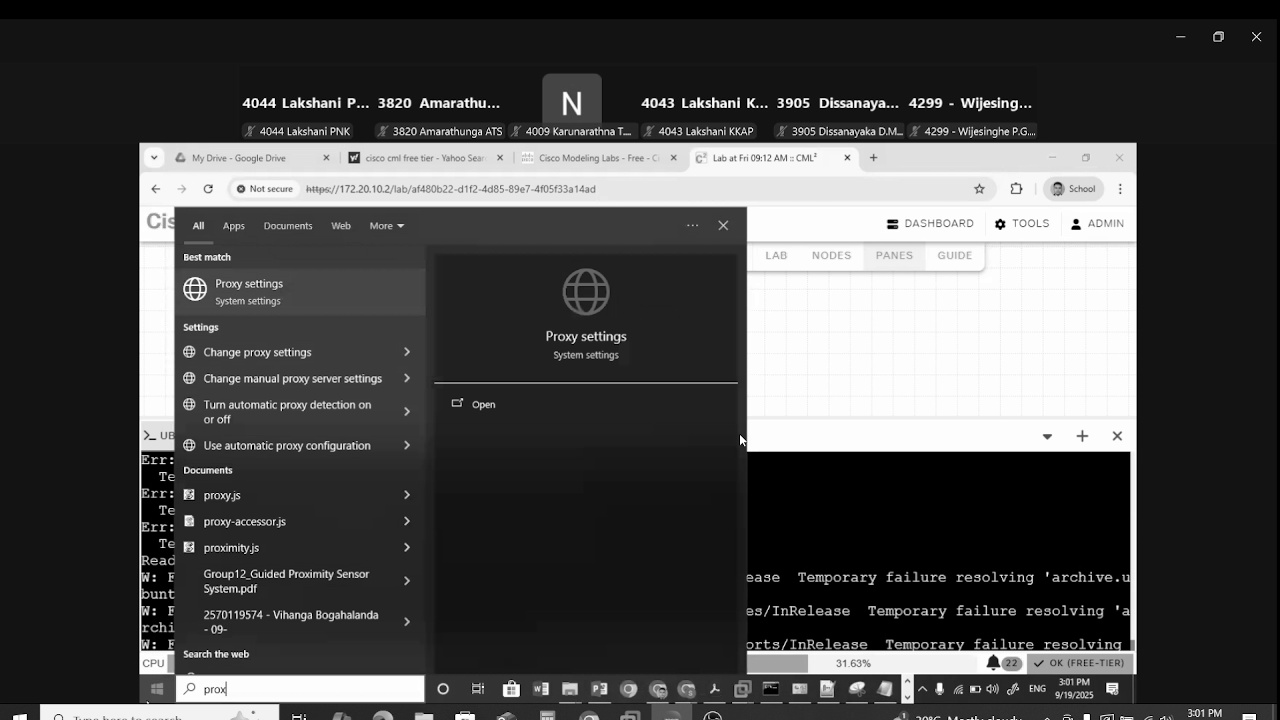 4044 Lakshani P... 3820 Amarathu... N 4043 Lakshani K... 3905 Dissanaya... 4299 - Wijesing...
4044 Lakshani PNK 3820 Amarathunga ATS 4009 Karunarathna T... 4043 Lakshani KKAP 3905 Dissanayaka D.M... 4299 - Wijesinghe P.G....
My Drive - Google Drive cisco cml free tier - Yahoo Sear Cisco Modeling Labs - Free - Ci Lab at Fri 09:12 AM :: CML²
Not secure https://172.20.10.2/lab/af480b22-d1f2-4d85-89e7-4f05f33a14ad School
Cis DASHBOARD TOOLS ADMIN
All Apps Documents Web More
LAB NODES PANES GUIDE
Best match
Proxy settings
System settings
Settings
Change proxy settings
Change manual proxy server settings
Turn automatic proxy detection on
or off
Use automatic proxy configuration
Documents
proxy.js
proxy-accessor.js
proximity.js
Group12_Guided Proximity Sensor
System.pdf
2570119574 - Vihanga Bogahalanda
- 09-
Search the web
Proxy settings
System settings
Open
UB
Err:
Te
Err:
Te
Err:
Te
Read
W: F ease Temporary failure resolving 'archive.u
bunt
W: F es/InRelease Temporary failure resolving 'a
rchi
W: F orts/InRelease Temporary failure resolving
CPU 31.63% 22 OK (FREE-TIER)
prox
ENG 3:01 PM
9/19/2025
Type here to search Mostly cloudy 3:01 PM